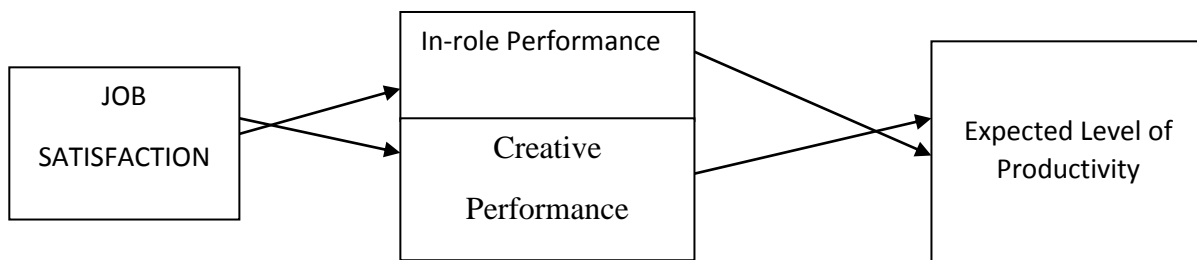 JOB
SATISFACTION
In-role Performance
Creative
Performance
Expected Level of
Productivity